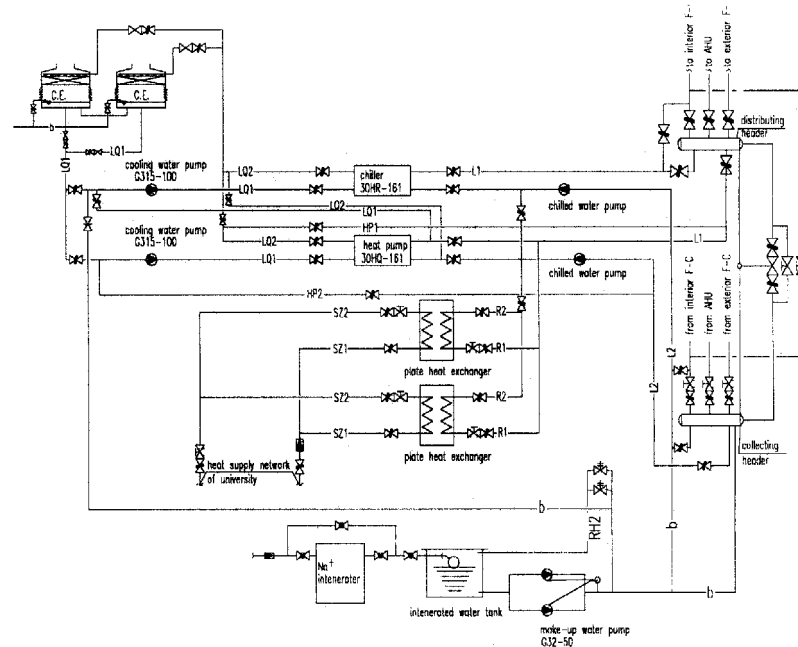 to interior F-
to AHU
to exterior F-
C.E.
C.E.
b
LQ1
LQ1
distributing
header
cooling water pump
G315-100
LQ2
LQ1
chiller
30HR-161
L1
chilled water pump
LQ2
LQ1
HP1
cooling water pump
G315-100
LQ2
LQ1
heat pump
30HQ-161
L1
chilled water pump
HP2
from interior F-C
from AHU
from exterior F-C
SZ2
R2
SZ1
R1
plate heat exchanger
L2
L2
SZ2
R2
SZ1
R1
plate heat exchanger
collecting
header
heat supply network
of university
b
RH2
b
Na+
intenerater
intenerated water tank
b
make-up water pump
G32-50